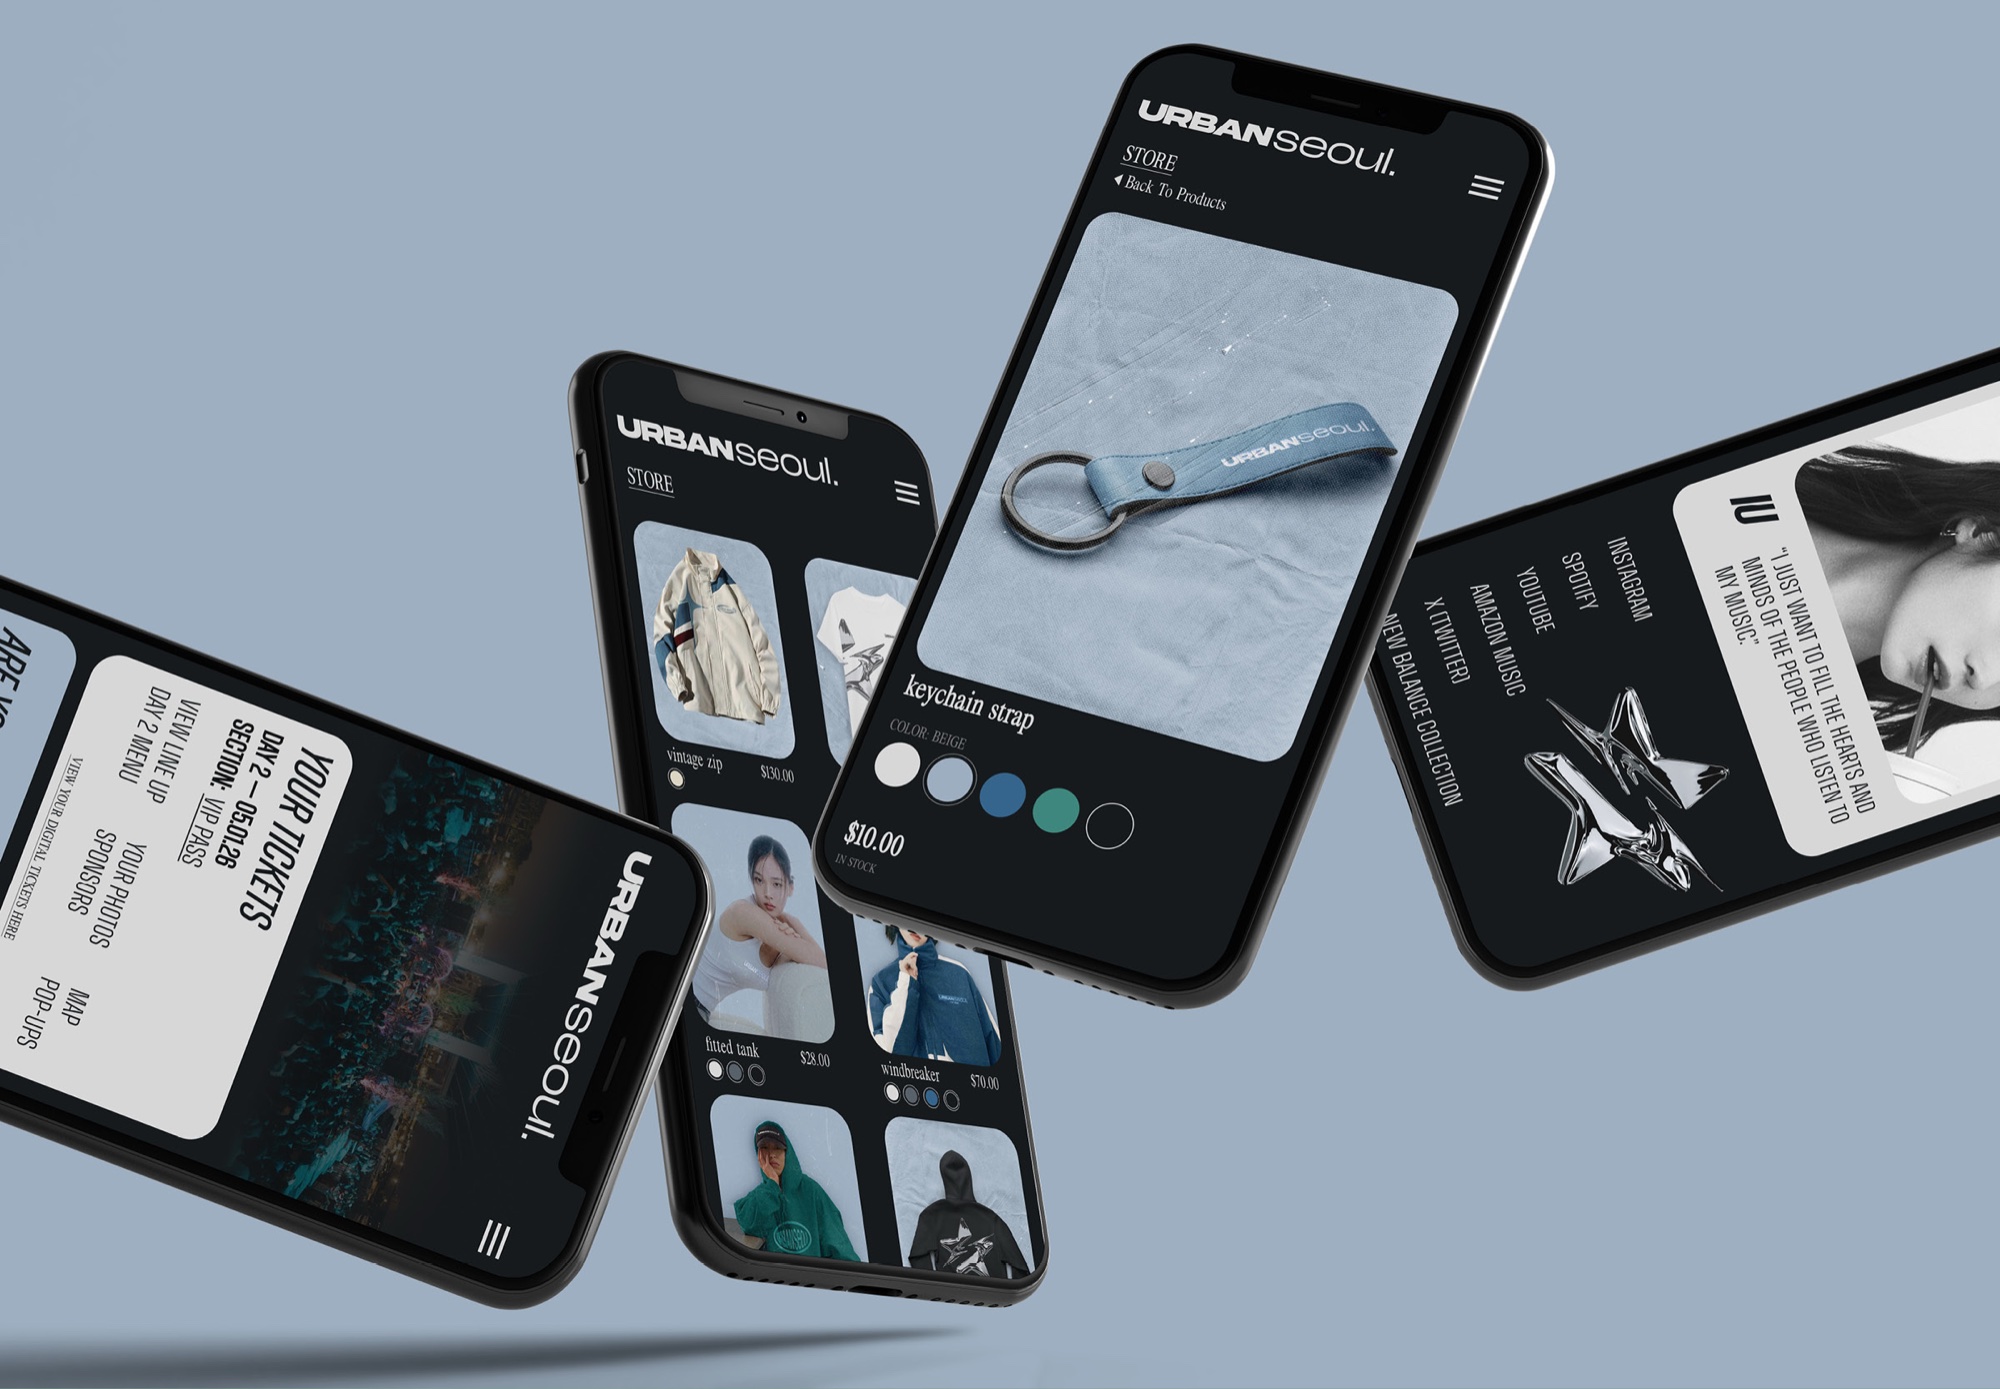 URBANseoul.
STORE
Back To Products
URBANseoul.
keychain strap
COLOR: BEIGE
$10.00
IN STOCK
URBANseoul.
STORE
vintage zip
$130.00
fitted tank
$28.00
windbreaker
$70.00
URBANseoul.
YOUR TICKETS
DAY 2 — 05.01.26
SECTION: VIP PASS
VIEW LINE UP
DAY 2 MENU
YOUR PHOTOS
SPONSORS
MAP
POP-UPS
VIEW YOUR DIGITAL TICKETS HERE
ARE
IU
“I JUST WANT TO FILL THE HEARTS AND
MINDS OF THE PEOPLE WHO LISTEN TO
MY MUSIC.”
INSTAGRAM
SPOTIFY
YOUTUBE
AMAZON MUSIC
X (TWITTER)
NEW BALANCE COLLECTION